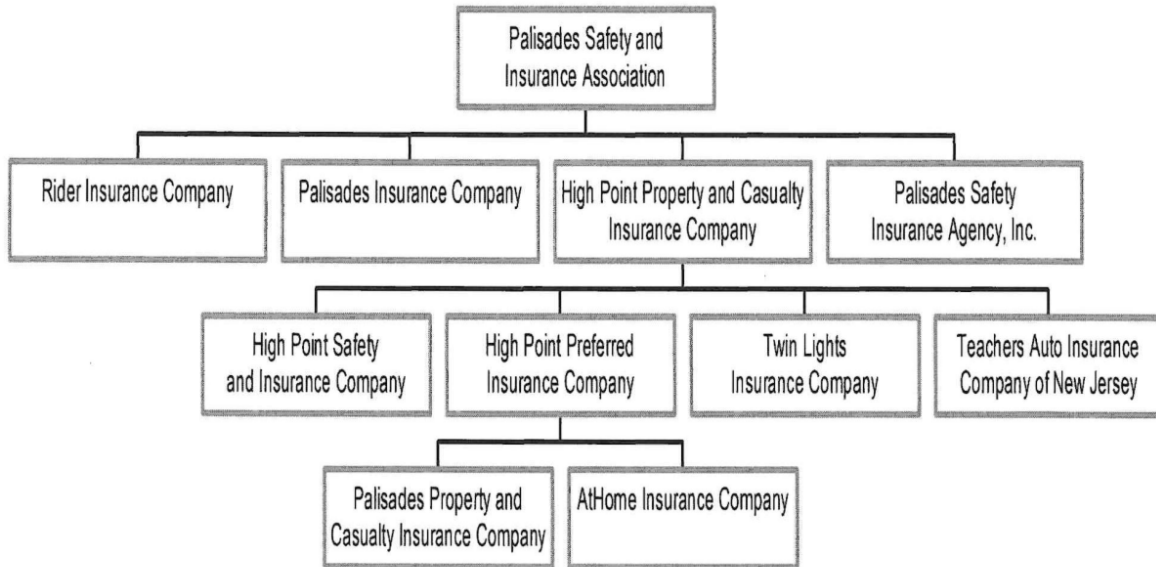 Palisades Safety and
Insurance Association
Rider Insurance Company
Palisades Insurance Company
High Point Property and Casualty
Insurance Company
Palisades Safety
Insurance Agency, Inc.
High Point Safety
and Insurance Company
High Point Preferred
Insurance Company
Twin Lights
Insurance Company
Teachers Auto Insurance
Company of New Jersey
Palisades Property and
Casualty Insurance Company
AtHome Insurance Company